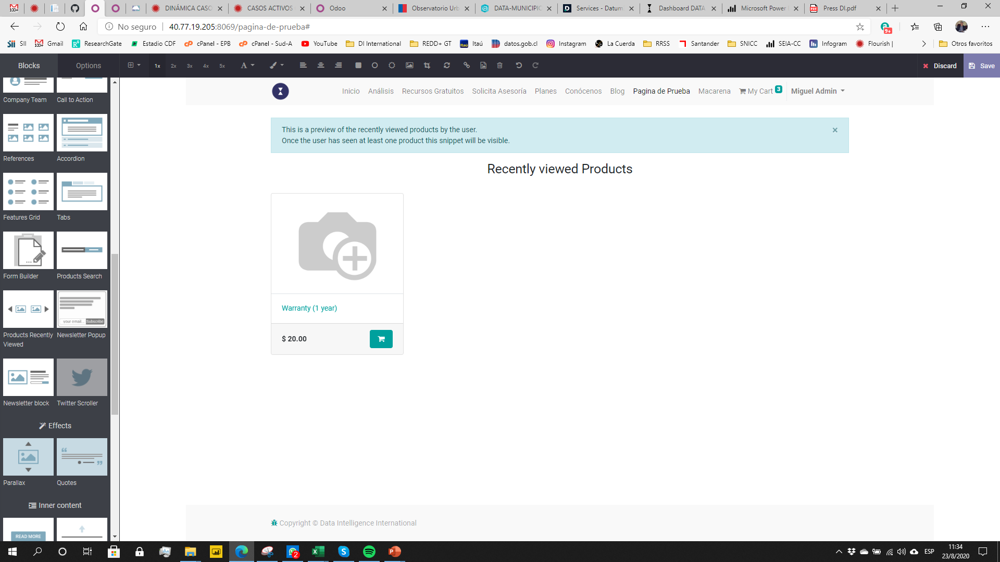 DINÁMICA CASO
CASOS ACTIVOS
Odoo
Observatorio Urb
DATA-MUNICIPIO
Services - Datum
Dashboard DATA
Microsoft Power
Press DI.pdf
No seguro
40.77.19.205:8069/pagina-de-prueba#
9+
SII
Gmail
ResearchGate
Estadio CDF
cPanel - EPB
cPanel - Sud-A
YouTube
DI International
REDD+ GT
Itaú
datos.gob.cl
Instagram
La Cuerda
RRSS
Santander
SNICC
SEIA-CC
Infogram
Flourish |
Otros favoritos
Blocks
Options
1x
2x
3x
4x
5x
A
Discard
Save
Company Team
Call to Action
References
Accordion
Features Grid
Tabs
Form Builder
Products Search
your email...
Subscribe
Products Recently
Viewed
Newsletter Popup
Newsletter block
Twitter Scroller
Effects
Parallax
Quotes
Inner content
READ MORE
Inicio
Análisis
Recursos Gratuitos
Solicita Asesoría
Planes
Conócenos
Blog
Pagina de Prueba
Macarena
My Cart 3
Miguel Admin
This is a preview of the recently viewed products by the user.
Once the user has seen at least one product this snippet will be visible.
Recently viewed Products
Warranty (1 year)
$ 20.00
Copyright © Data Intelligence International
2
ESP
11:34
23/8/2020